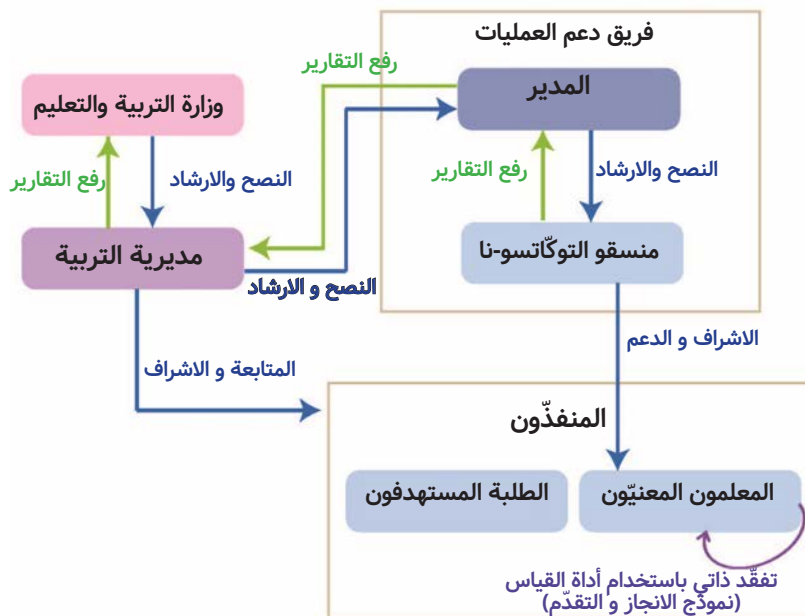 فريق دعم العمليات
رفع التقارير
المدير
وزارة التربية والتعليم
النصح والارشاد
رفع التقارير
النصح والارشاد
رفع التقارير
منسقو التوكّاتسو-نا
مديرية التربية
النصح و الارشاد
الاشراف و الدعم
المتابعة و الاشراف
المنفذّون
المعلمون المعنيّون
الطلبة المستهدفون
تفقّد ذاتي باستخدام أداة القياس
(نموذج الانجاز و التقدّم)